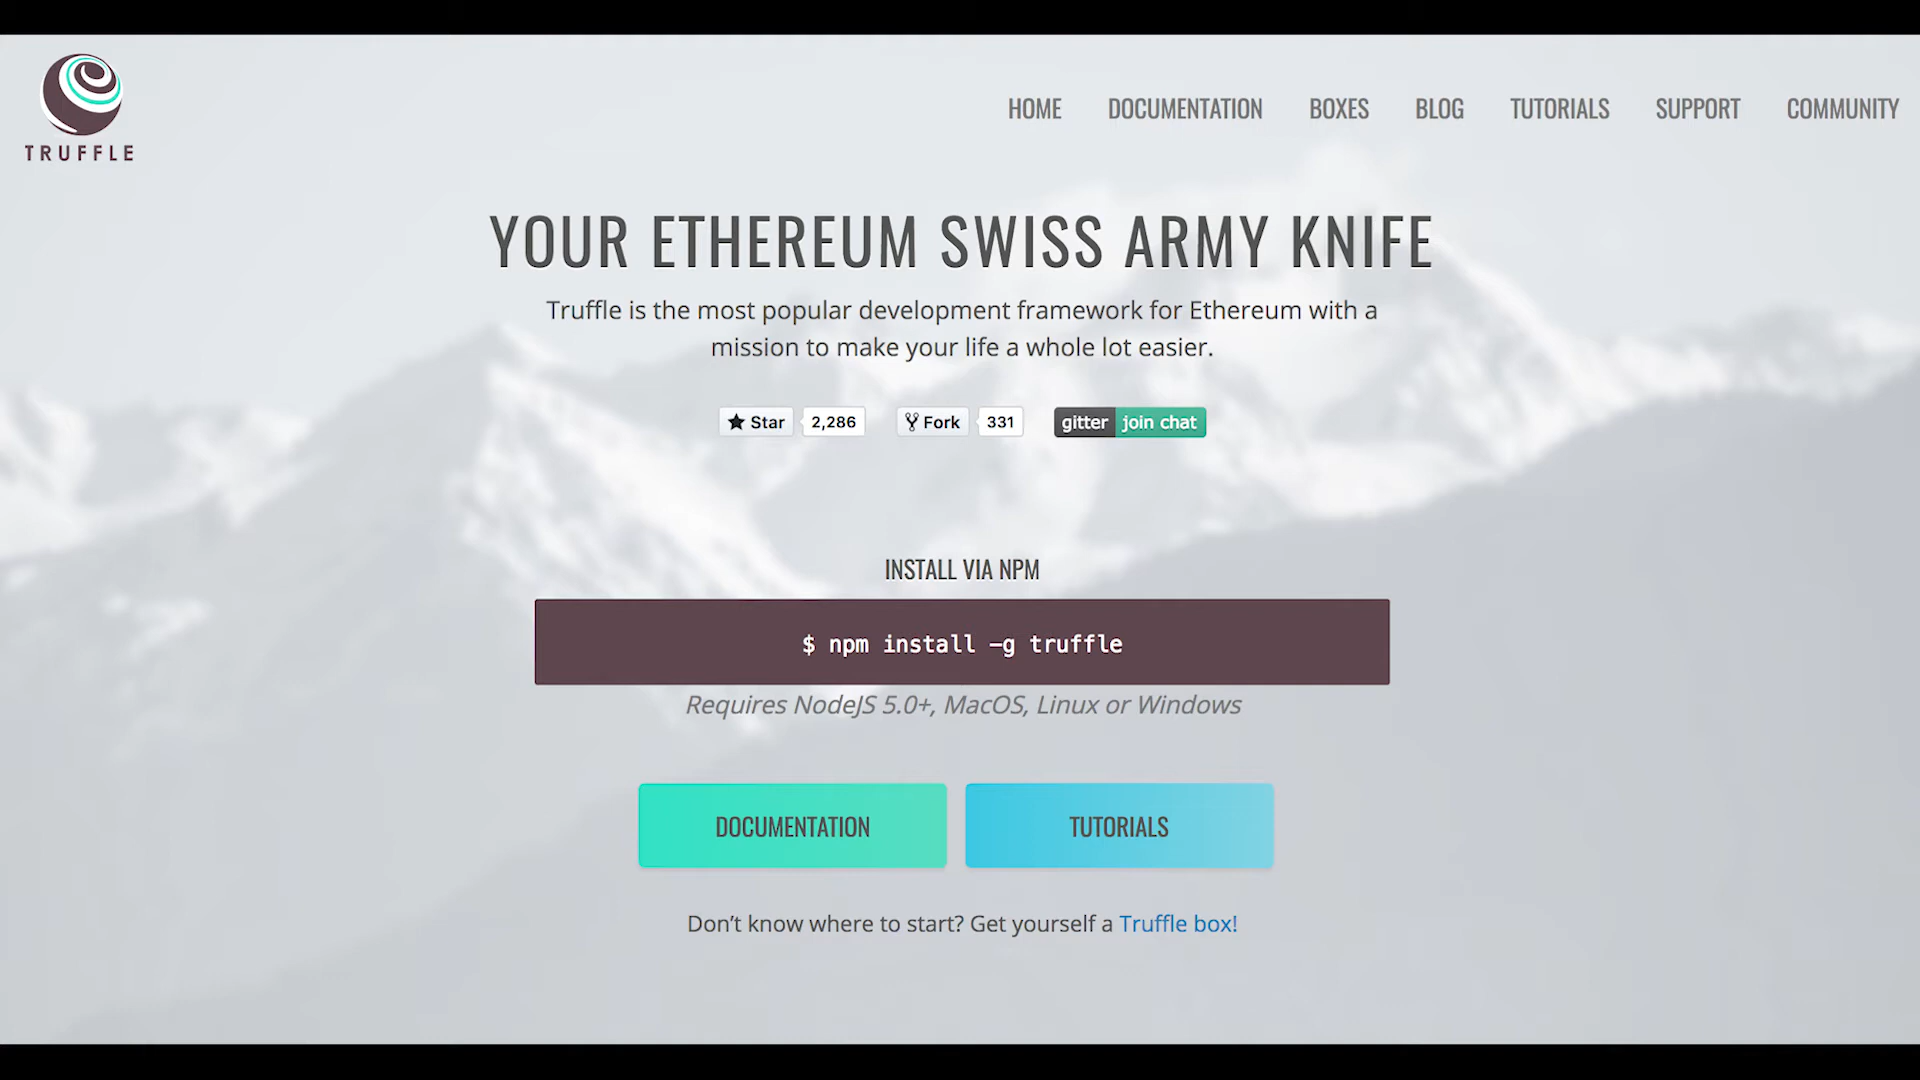 TRUFFLE
HOME DOCUMENTATION BOXES BLOG TUTORIALS SUPPORT COMMUNITY
YOUR ETHEREUM SWISS ARMY KNIFE
Truffle is the most popular development framework for Ethereum with a
mission to make your life a whole lot easier.
Star 2,286 Fork 331 gitter join chat
INSTALL VIA NPM
$ npm install -g truffle
Requires NodeJS 5.0+, MacOS, Linux or Windows
DOCUMENTATION TUTORIALS
Don’t know where to start? Get yourself a Truffle box!